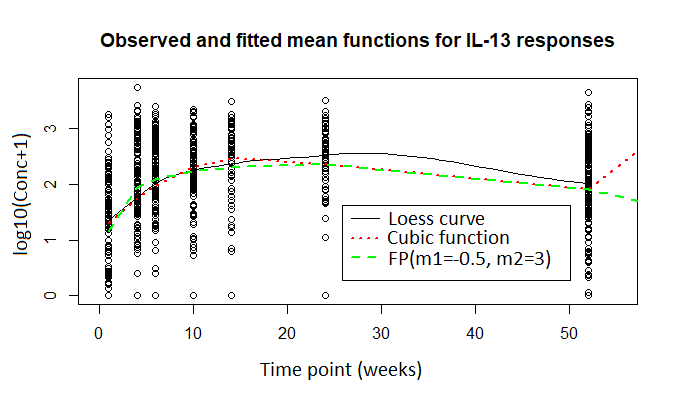 Observed and fitted mean functions for IL-13 responses
log10(Conc+1)
3
2
1
0
Loess curve
Cubic function
FP(m1=-0.5, m2=3)
0 10 20 30 40 50
Time point (weeks)